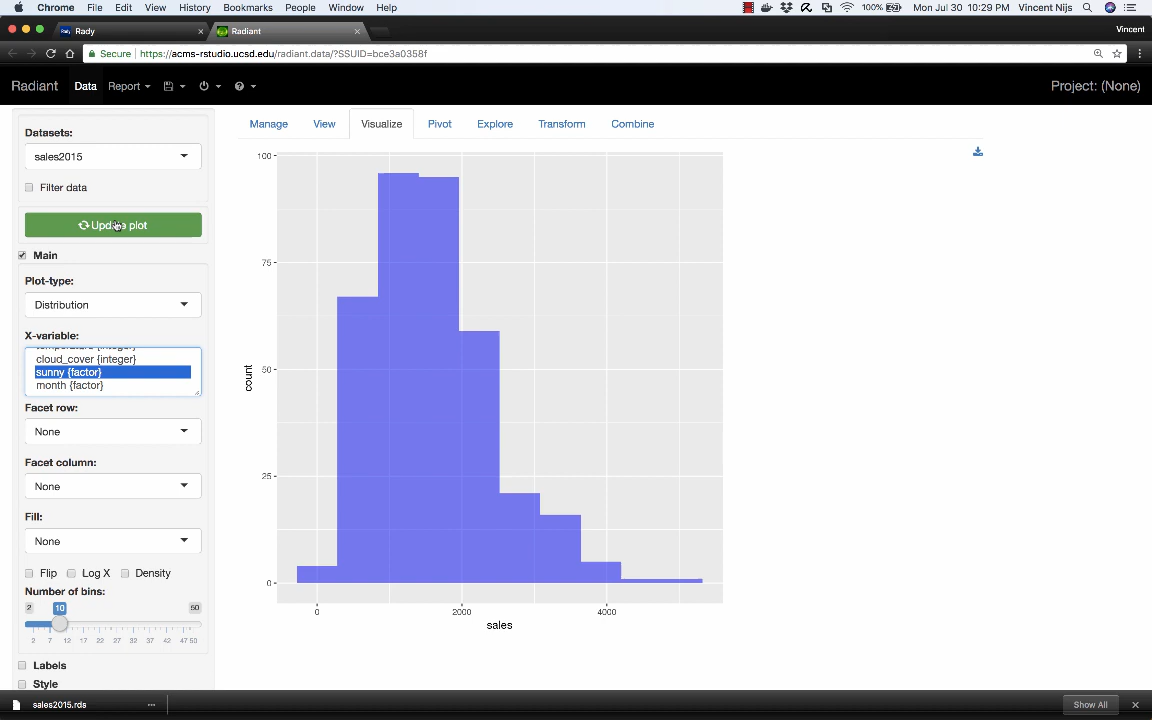 Chrome File Edit View History Bookmarks People Window Help 100% Mon Jul 30 10:29 PM Vincent Nijs
Rady Radiant Vincent
Secure https://acms-rstudio.ucsd.edu/radiant.data/?SSUID=bce3a0358f
Radiant Data Report Project: (None)
Manage View Visualize Pivot Explore Transform Combine
Datasets:
sales2015
Filter data
Update plot
Main
Plot-type:
Distribution
X-variable:
temperature {integer}
cloud_cover {integer}
sunny {factor}
month {factor}
Facet row:
None
Facet column:
None
Fill:
None
Flip Log X Density
Number of bins:
2 10 50
2 7 12 17 22 27 32 37 42 47 50
Labels
Style
100
75
50
25
0
count
0 2000 4000
sales
sales2015.rds Show All